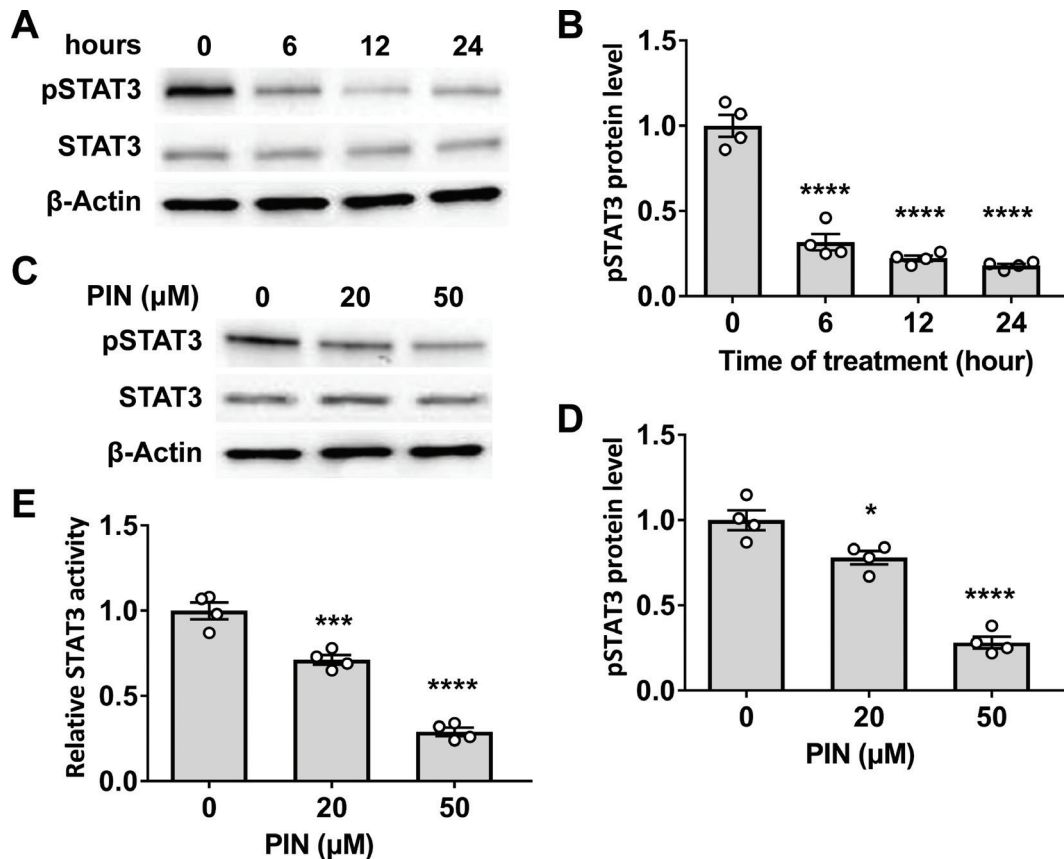 A
hours 0 6 12 24
pSTAT3
STAT3
β-Actin
B
pSTAT3 protein level
1.5
1.0
0.5
0.0
****
****
****
0 6 12 24
Time of treatment (hour)
C
PIN (µM) 0 20 50
pSTAT3
STAT3
β-Actin
D
pSTAT3 protein level
1.5
1.0
0.5
0.0
*
****
0 20 50
PIN (µM)
E
Relative STAT3 activity
1.5
1.0
0.5
0.0
***
****
0 20 50
PIN (µM)